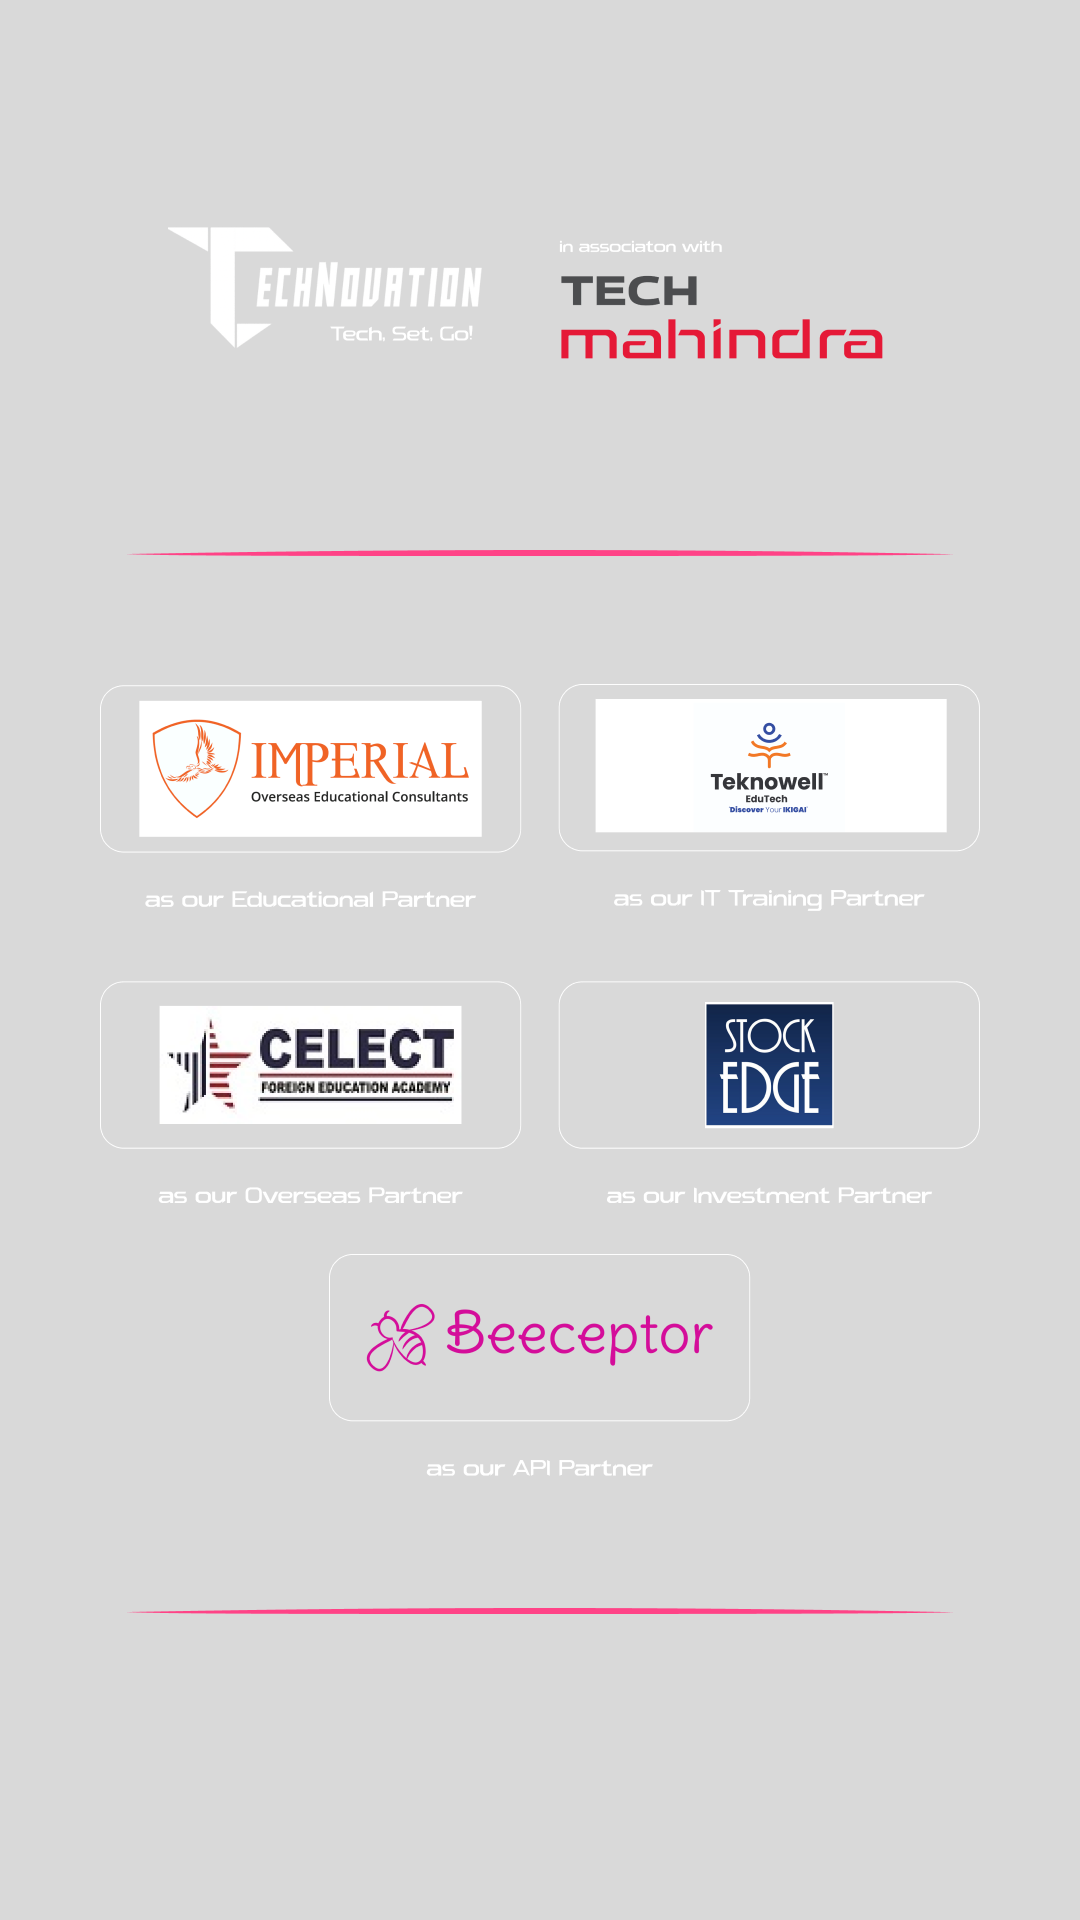 TECHNOVATION
Tech. Set. Go!
in associaton with
TECH
mahindra
IMPERIAL
Overseas Educational Consultants
as our Educational Partner
Teknowell™
EduTech
Discover Your IKIGAI
as our IT Training Partner
CELECT
FOREIGN EDUCATION ACADEMY
as our Overseas Partner
STOCK
EDGE
as our Investment Partner
Beeceptor
as our API Partner